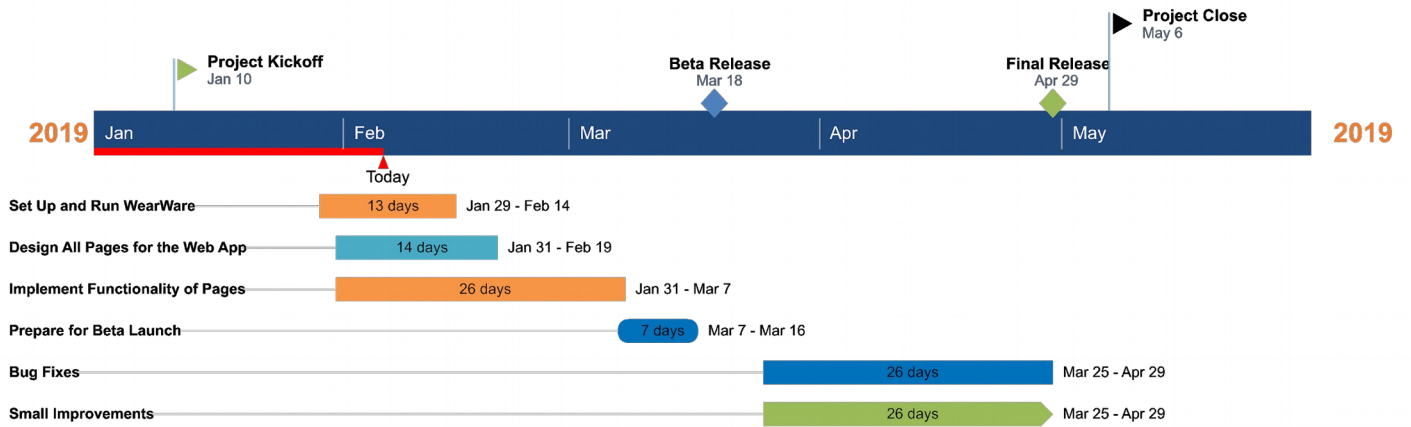 Project Close
May 6
Project Kickoff
Jan 10
Beta Release
Mar 18
Final Release
Apr 29
2019 Jan Feb Mar Apr May 2019
Today
Set Up and Run WearWare 13 days Jan 29 - Feb 14
Design All Pages for the Web App 14 days Jan 31 - Feb 19
Implement Functionality of Pages 26 days Jan 31 - Mar 7
Prepare for Beta Launch 7 days Mar 7 - Mar 16
Bug Fixes 26 days Mar 25 - Apr 29
Small Improvements 26 days Mar 25 - Apr 29